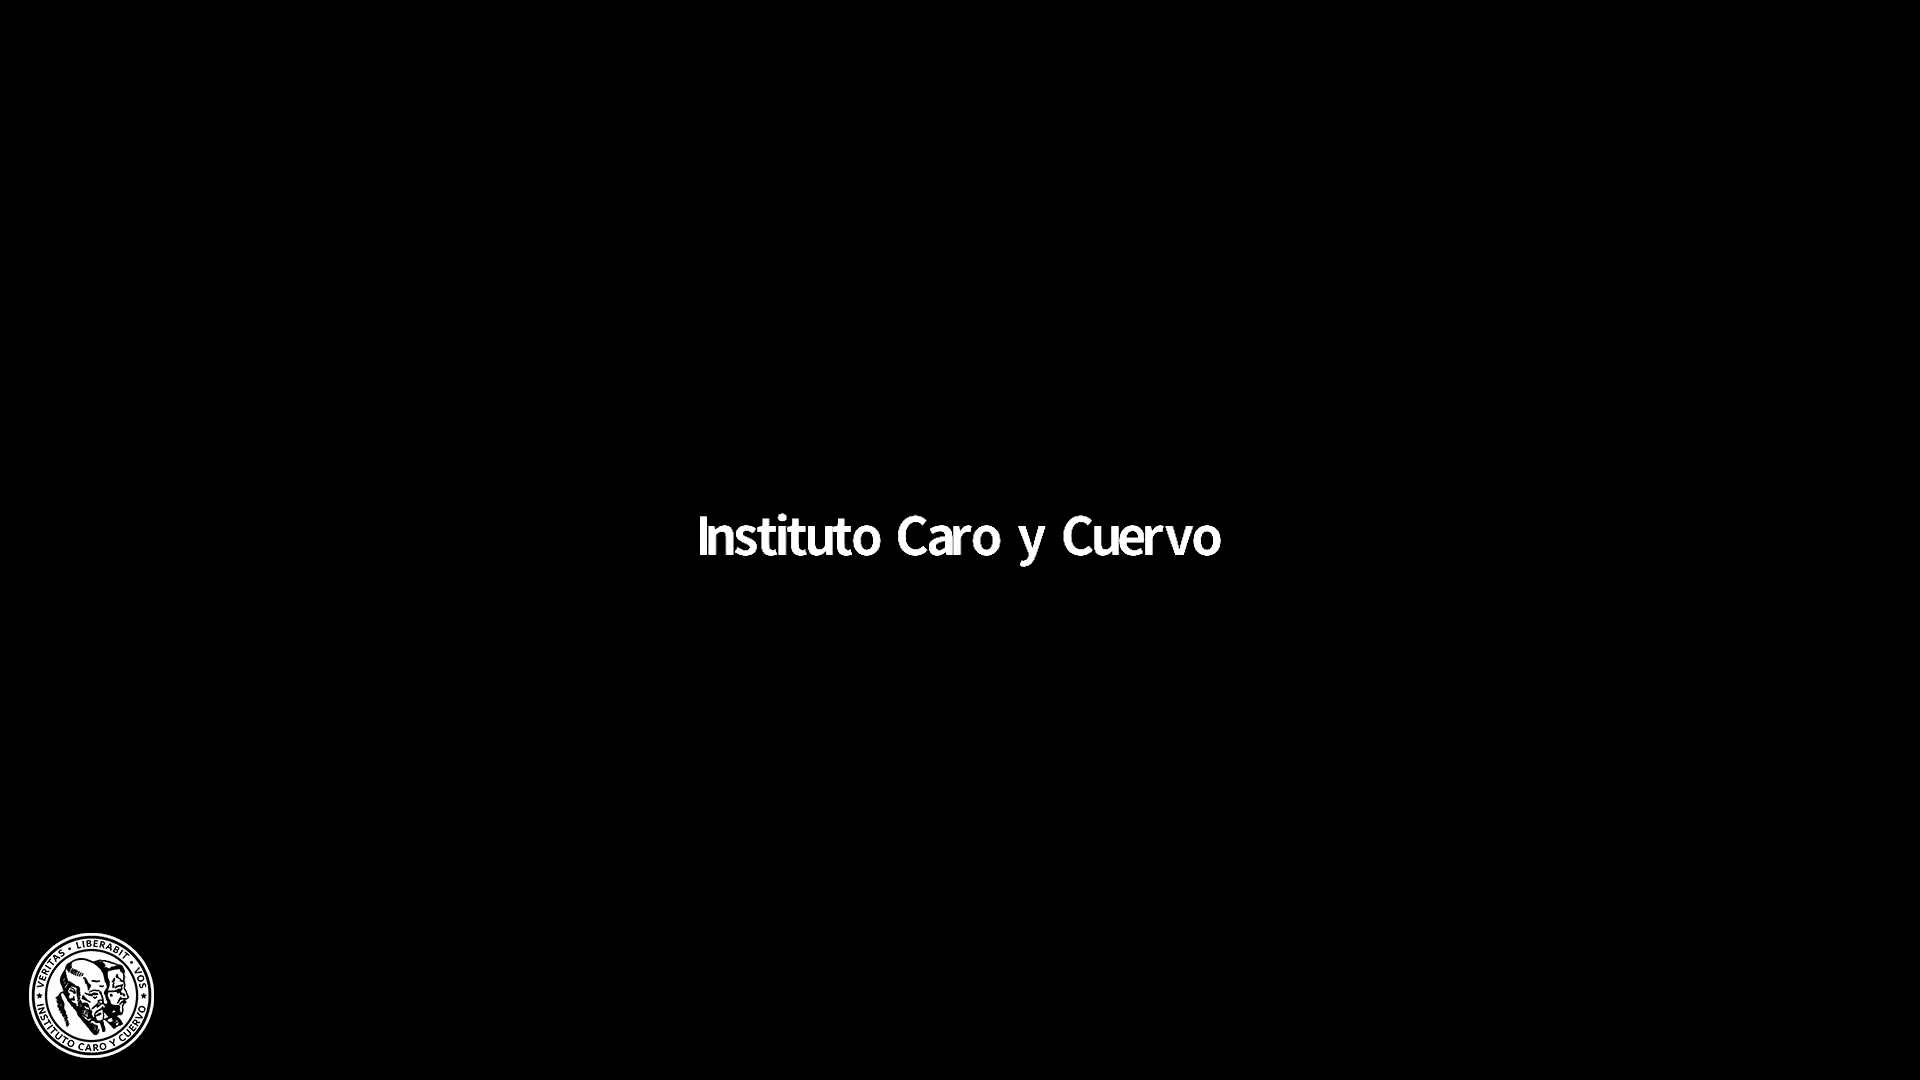 Instituto Caro y Cuervo
VERITAS • LIBERABIT • VOS
INSTITUTO CARO Y CUERVO